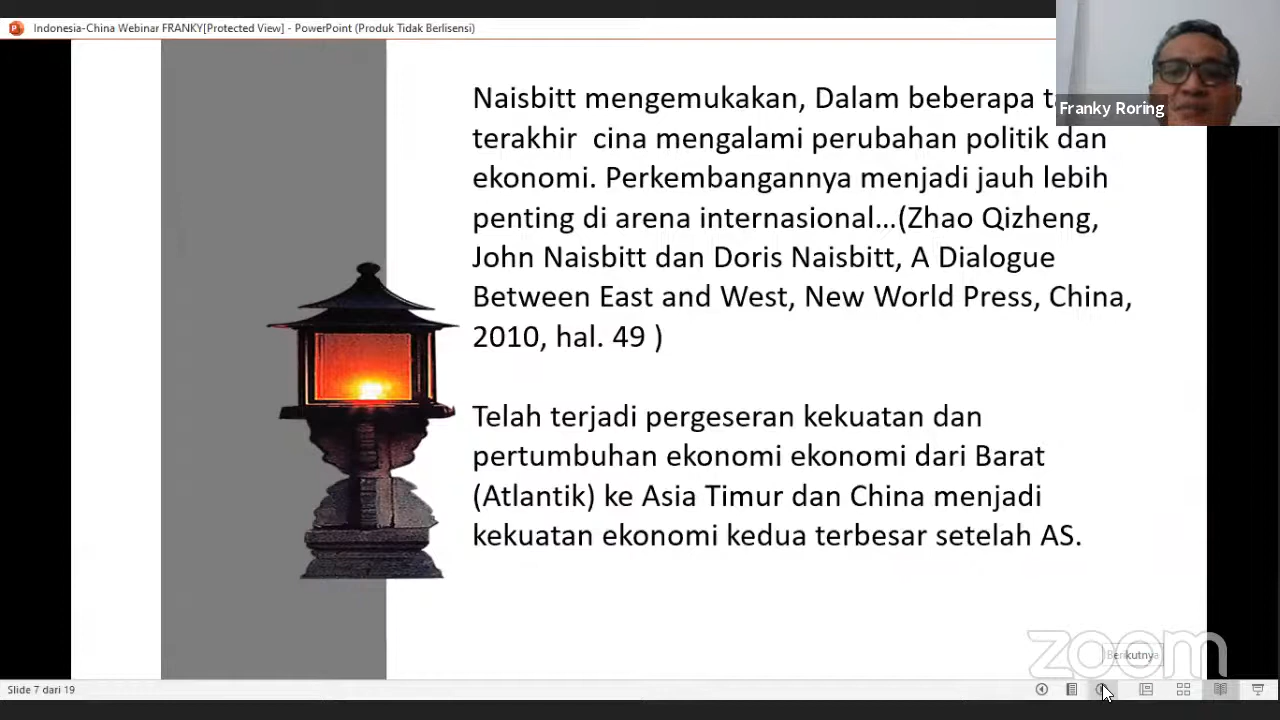 Indonesia-China Webinar FRANKY[Protected View] - PowerPoint (Produk Tidak Berlisensi)
Franky Roring
Naisbitt mengemukakan, Dalam beberapa
terakhir cina mengalami perubahan politik dan
ekonomi. Perkembangannya menjadi jauh lebih
penting di arena internasional...(Zhao Qizheng,
John Naisbitt dan Doris Naisbitt, A Dialogue
Between East and West, New World Press, China,
2010, hal. 49 )
Telah terjadi pergeseran kekuatan dan
pertumbuhan ekonomi ekonomi dari Barat
(Atlantik) ke Asia Timur dan China menjadi
kekuatan ekonomi kedua terbesar setelah AS.
zoom
Berikutnya
Slide 7 dari 19